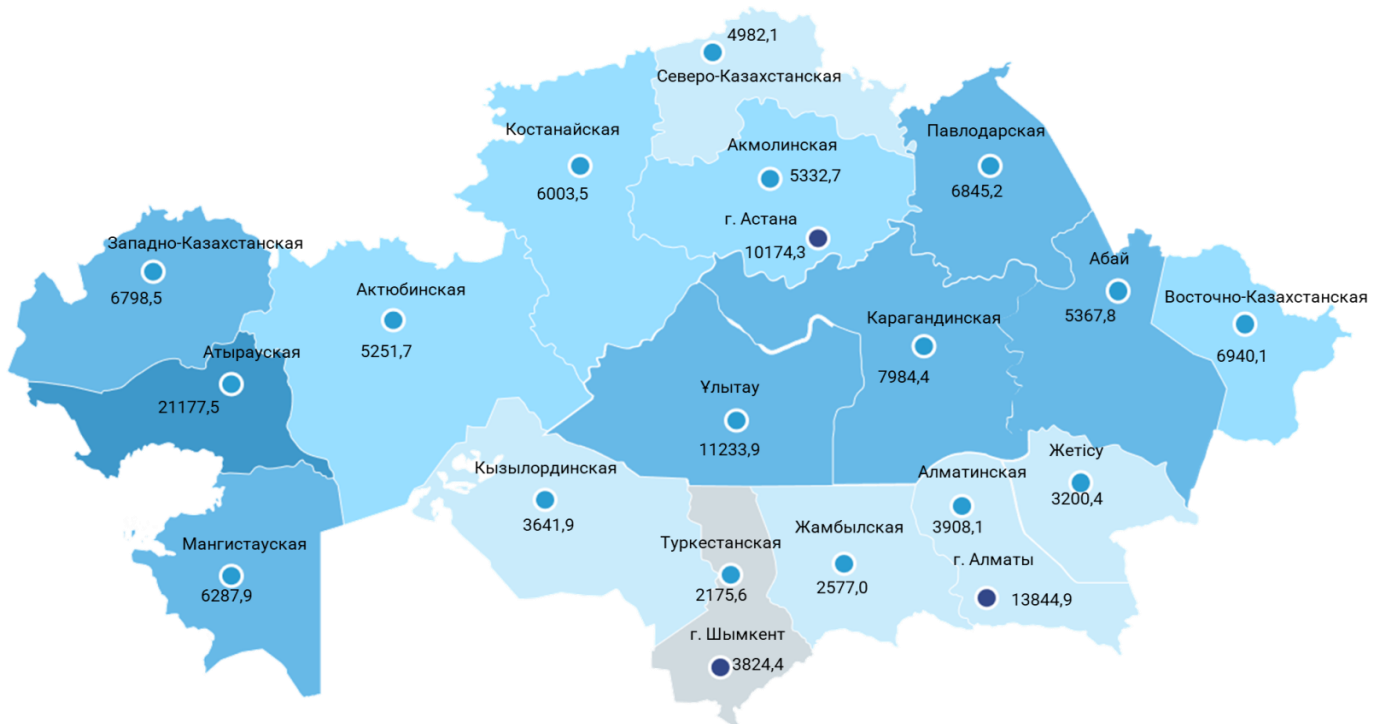 4982,1
Северо-Казахстанская
Костанайская
6003,5
Акмолинская
5332,7
г. Астана
10174,3
Павлодарская
6845,2
Западно-Казахстанская
6798,5
Актюбинская
5251,7
Атырауская
21177,5
Абай
5367,8
Восточно-Казахстанская
6940,1
Карагандинская
7984,4
Ұлытау
11233,9
Кызылординская
3641,9
Мангистауская
6287,9
Туркестанская
2175,6
г. Шымкент
3824,4
Жамбылская
2577,0
Алматинская
3908,1
г. Алматы
13844,9
Жетісу
3200,4